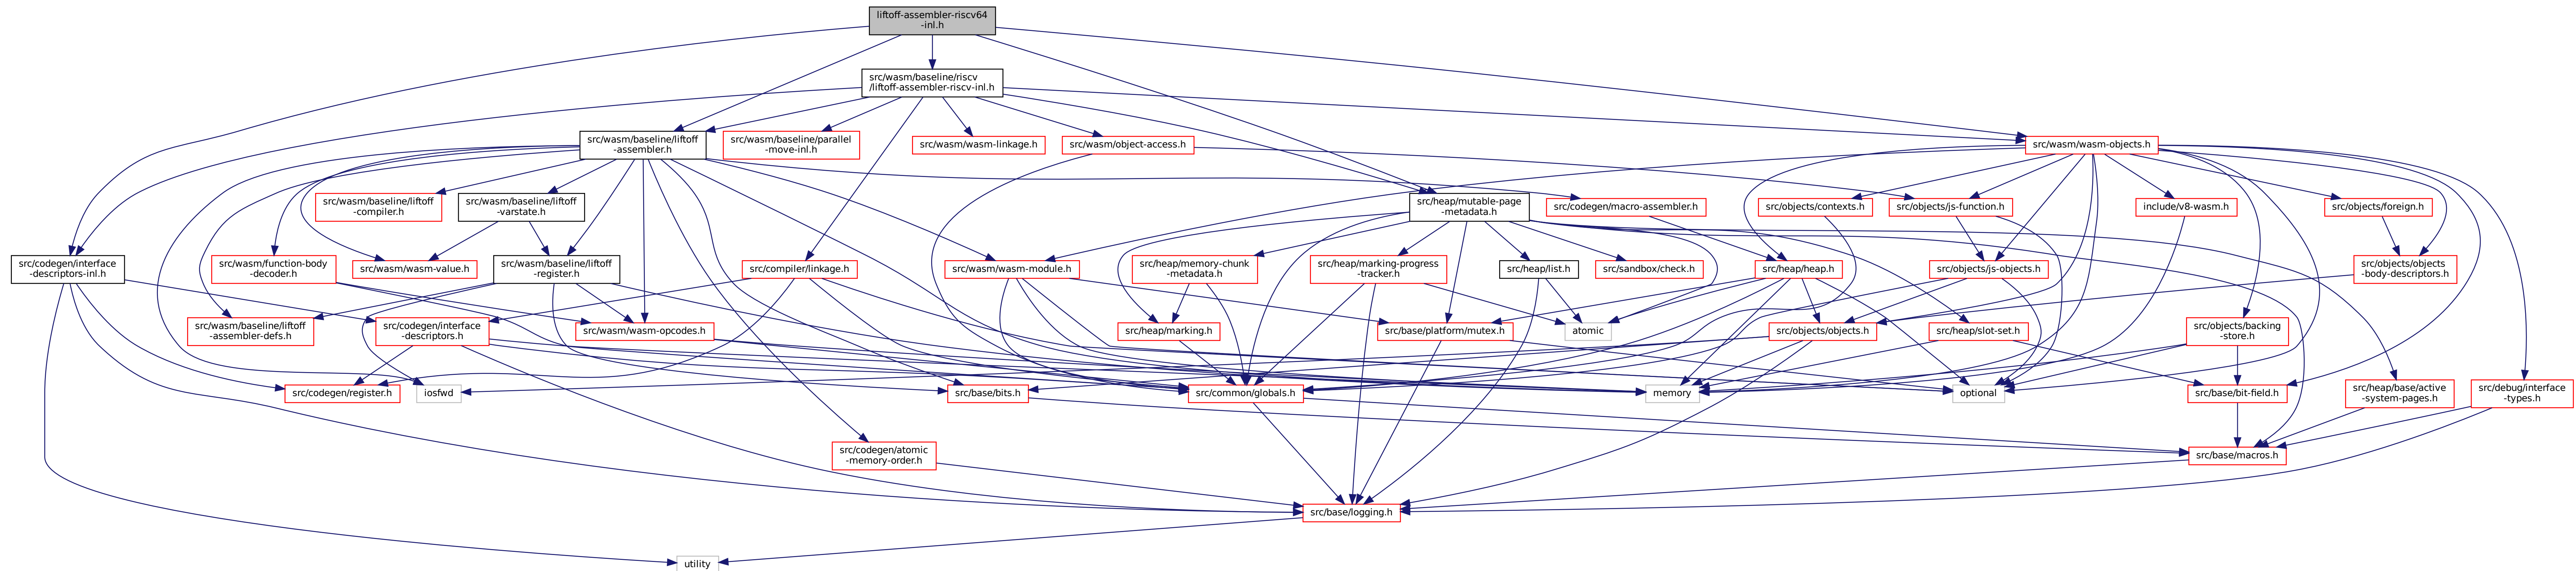 liftoff-assembler-riscv64
-inl.h
src/wasm/baseline/riscv
/liftoff-assembler-riscv-inl.h
src/wasm/baseline/liftoff
-assembler.h
src/wasm/baseline/parallel
-move-inl.h
src/wasm/wasm-linkage.h
src/wasm/object-access.h
src/wasm/wasm-objects.h
src/wasm/baseline/liftoff
-compiler.h
src/wasm/baseline/liftoff
-varstate.h
src/heap/mutable-page
-metadata.h
src/codegen/macro-assembler.h
src/objects/contexts.h
src/objects/js-function.h
include/v8-wasm.h
src/objects/foreign.h
src/codegen/interface
-descriptors-inl.h
src/wasm/function-body
-decoder.h
src/wasm/wasm-value.h
src/wasm/baseline/liftoff
-register.h
src/compiler/linkage.h
src/wasm/wasm-module.h
src/heap/memory-chunk
-metadata.h
src/heap/marking-progress
-tracker.h
src/heap/list.h
src/sandbox/check.h
src/heap/heap.h
src/objects/js-objects.h
src/objects/objects
-body-descriptors.h
src/wasm/baseline/liftoff
-assembler-defs.h
src/codegen/interface
-descriptors.h
src/wasm/wasm-opcodes.h
src/heap/marking.h
src/base/platform/mutex.h
atomic
src/objects/objects.h
src/heap/slot-set.h
src/objects/backing
-store.h
src/codegen/register.h
iosfwd
src/base/bits.h
src/common/globals.h
memory
optional
src/base/bit-field.h
src/heap/base/active
-system-pages.h
src/debug/interface
-types.h
src/codegen/atomic
-memory-order.h
src/base/macros.h
src/base/logging.h
utility